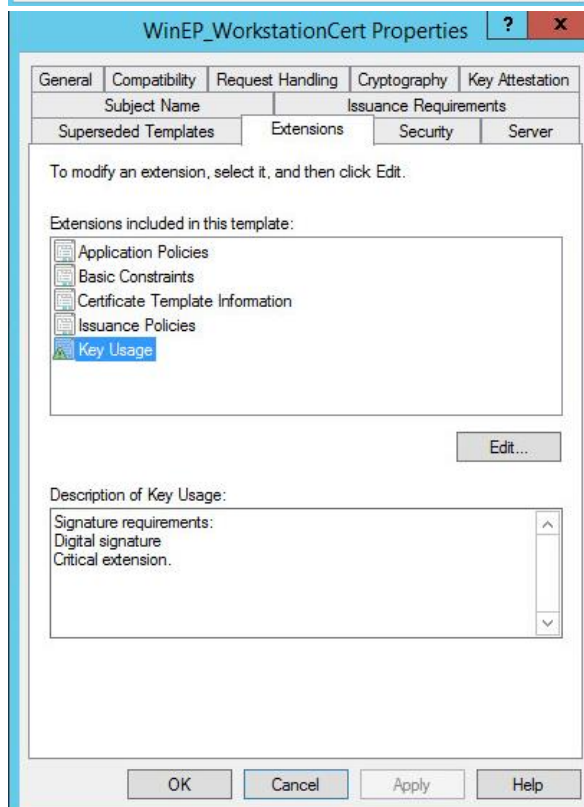 WinEP_WorkstationCert Properties ? x
General Compatibility Request Handling Cryptography Key Attestation
Subject Name Issuance Requirements
Superseded Templates Extensions Security Server
To modify an extension, select it, and then click Edit.
Extensions included in this template:
Application Policies
Basic Constraints
Certificate Template Information
Issuance Policies
Key Usage
Edit...
Description of Key Usage:
Signature requirements:
Digital signature
Critical extension.
OK Cancel Apply Help